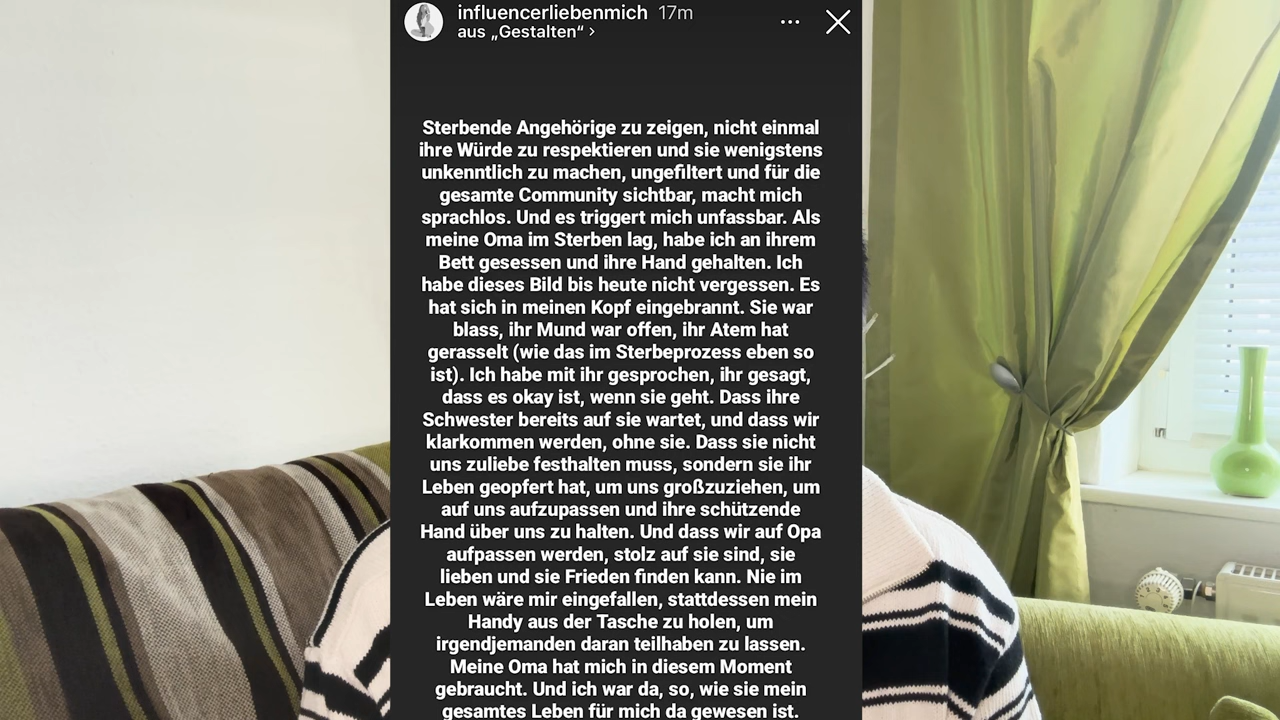 influencerliebenmich 17m
aus „Gestalten“ ›
Sterbende Angehörige zu zeigen, nicht einmal
ihre Würde zu respektieren und sie wenigstens
unkenntlich zu machen, ungefiltert und für die
gesamte Community sichtbar, macht mich
sprachlos. Und es triggert mich unfassbar. Als
meine Oma im Sterben lag, habe ich an ihrem
Bett gesessen und ihre Hand gehalten. Ich
habe dieses Bild bis heute nicht vergessen. Es
hat sich in meinen Kopf eingebrannt. Sie war
blass, ihr Mund war offen, ihr Atem hat
gerasselt (wie das im Sterbeprozess eben so
ist). Ich habe mit ihr gesprochen, ihr gesagt,
dass es okay ist, wenn sie geht. Dass ihre
Schwester bereits auf sie wartet, und dass wir
klarkommen werden, ohne sie. Dass sie nicht
uns zuliebe festhalten muss, sondern sie ihr
Leben geopfert hat, um uns großzuziehen, um
auf uns aufzupassen und ihre schützende
Hand über uns zu halten. Und dass wir auf Opa
aufpassen werden, stolz auf sie sind, sie
lieben und sie Frieden finden kann. Nie im
Leben wäre mir eingefallen, stattdessen mein
Handy aus der Tasche zu holen, um
irgendjemanden daran teilhaben zu lassen.
Meine Oma hat mich in diesem Moment
gebraucht. Und ich war da, so, wie sie mein
gesamtes Leben für mich da gewesen ist.